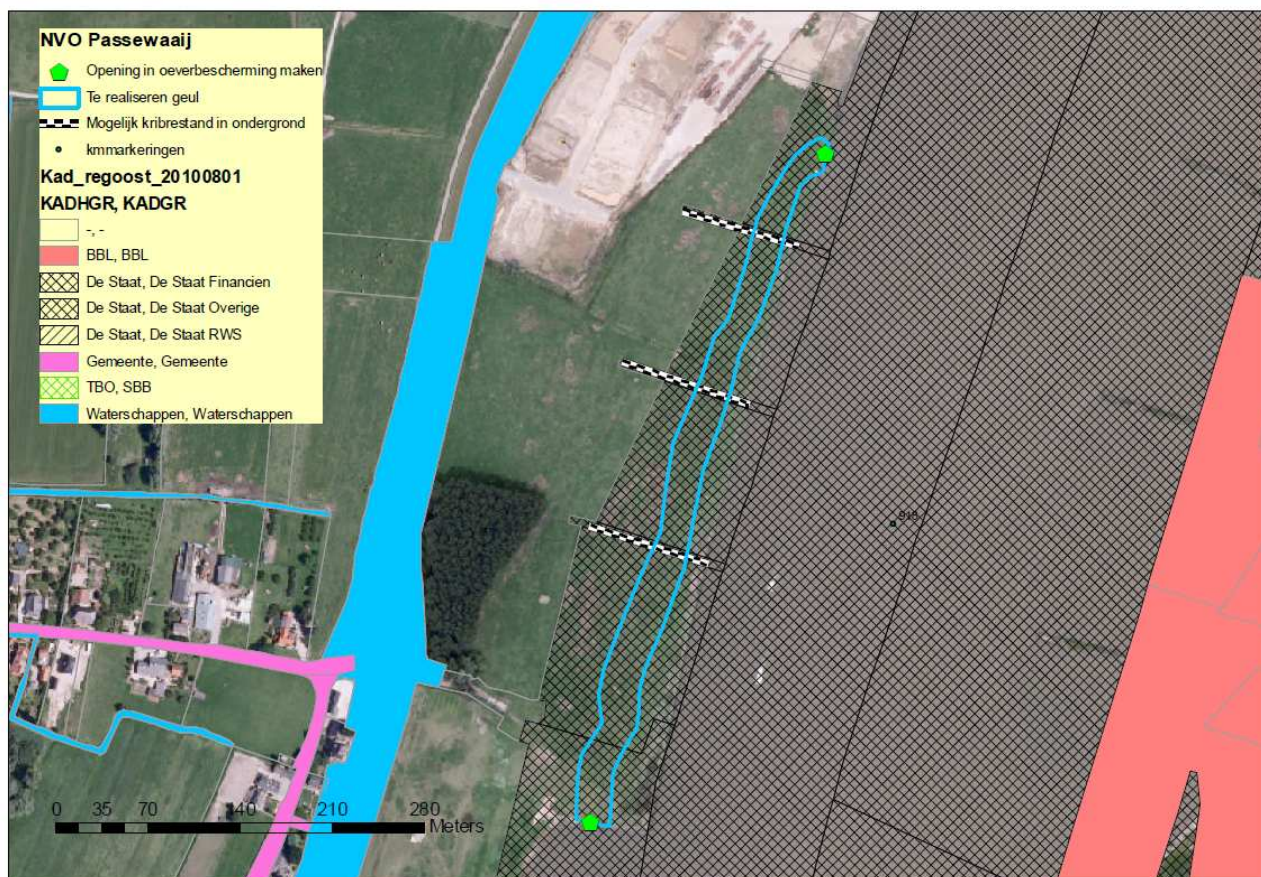 NVO Passewaaij
Opening in oeverbescherming maken
Te realiseren geul
Mogelijk kribrestand in ondergrond
kmmarkeringen
Kad_regoost_20100801
KADHGR, KADGR
-, -
BBL, BBL
De Staat, De Staat Financien
De Staat, De Staat Overige
De Staat, De Staat RWS
Gemeente, Gemeente
TBO, SBB
Waterschappen, Waterschappen
918
0 35 70 140 210 280
Meters